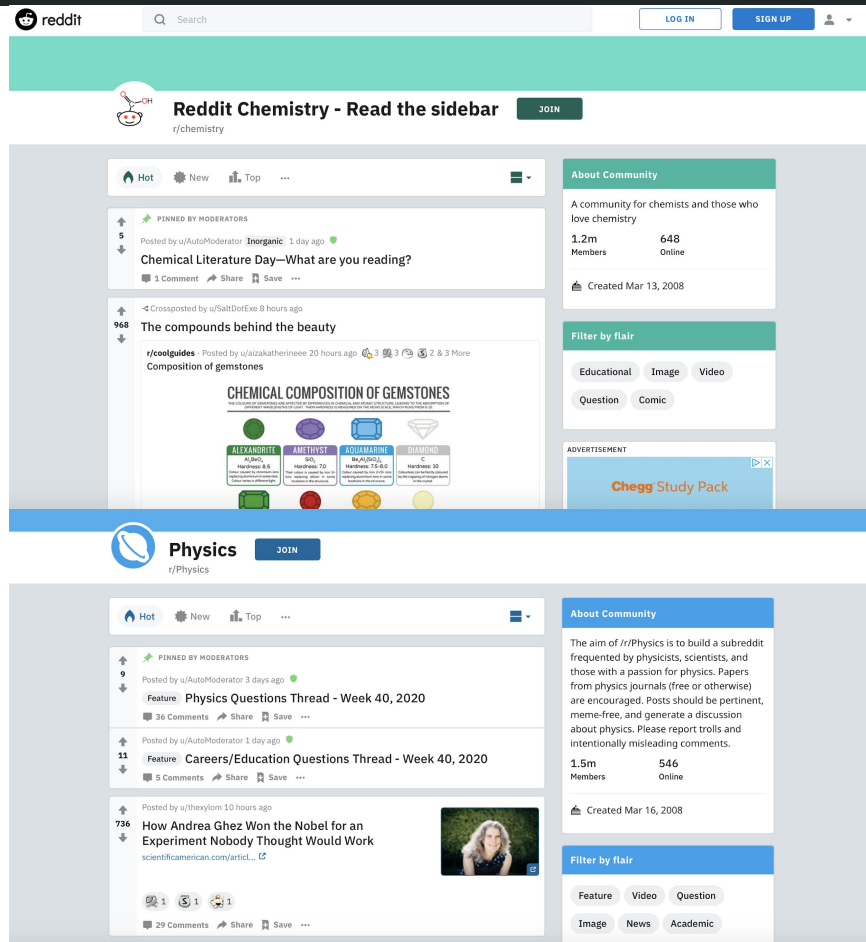 reddit
Search
LOG IN
SIGN UP
OH
Reddit Chemistry - Read the sidebar
JOIN
r/chemistry
Hot
New
Top
PINNED BY MODERATORS
5
Posted by u/AutoModerator Inorganic 1 day ago
Chemical Literature Day—What are you reading?
1 Comment Share Save
Crossposted by u/SaltDotExe 8 hours ago
968
The compounds behind the beauty
r/coolguides · Posted by u/aizakatherineee 20 hours ago 3 3 2 & 3 More
Composition of gemstones
CHEMICAL COMPOSITION OF GEMSTONES
ALEXANDRITE AMETHYST AQUAMARINE DIAMOND
Al₂BeO₄ SiO₂ Be₃Al₂(SiO₃)₆ C
Hardness: 8.5 Hardness: 7.0 Hardness: 7.5-8.0 Hardness: 10
About Community
A community for chemists and those who
love chemistry
1.2m 648
Members Online
Created Mar 13, 2008
Filter by flair
Educational Image Video
Question Comic
ADVERTISEMENT
Chegg Study Pack
Physics
JOIN
r/Physics
Hot
New
Top
PINNED BY MODERATORS
9
Posted by u/AutoModerator 3 days ago
Feature Physics Questions Thread - Week 40, 2020
36 Comments Share Save
Posted by u/AutoModerator 1 day ago
11
Feature Careers/Education Questions Thread - Week 40, 2020
5 Comments Share Save
Posted by u/thexylom 10 hours ago
736
How Andrea Ghez Won the Nobel for an
Experiment Nobody Thought Would Work
scientificamerican.com/articl...
1 1 1
29 Comments Share Save
About Community
The aim of /r/Physics is to build a subreddit
frequented by physicists, scientists, and
those with a passion for physics. Papers
from physics journals (free or otherwise)
are encouraged. Posts should be pertinent,
meme-free, and generate a discussion
about physics. Please report trolls and
intentionally misleading comments.
1.5m 546
Members Online
Created Mar 16, 2008
Filter by flair
Feature Video Question
Image News Academic